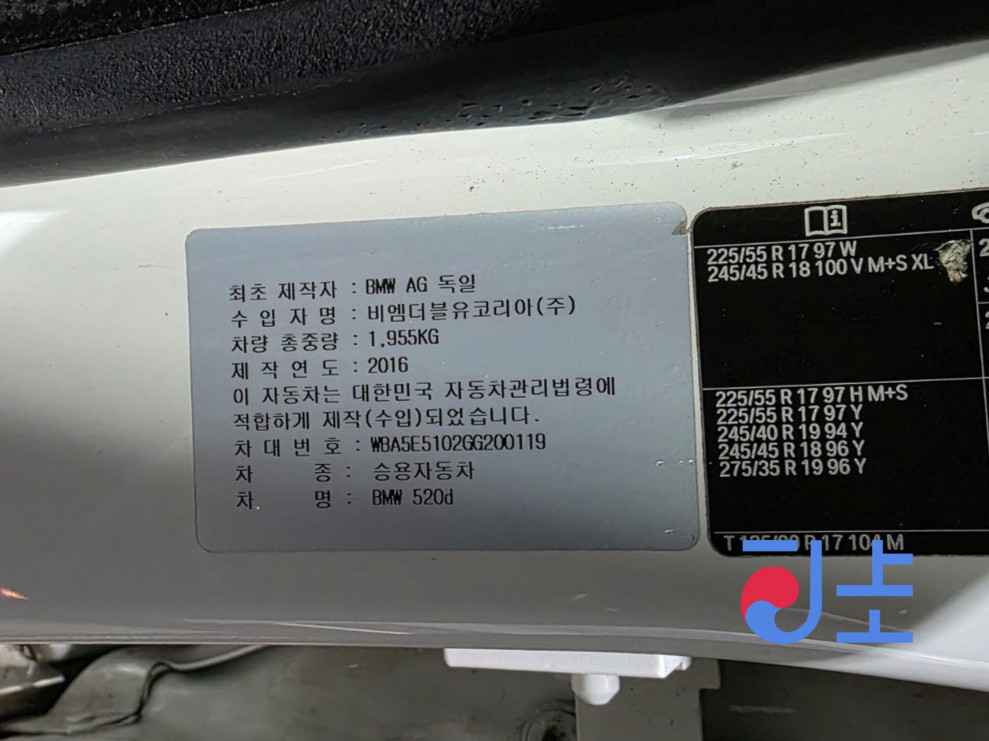 최초 제작자 : BMW AG 독일
수 입 자 명 : 비엠더블유코리아(주)
차량 총중량 : 1,955KG
제 작 연 도 : 2016
이 자동차는 대한민국 자동차관리법령에
적합하게 제작(수입)되었습니다.
차 대 번 호 : WBA5E5102GG200119
차 종 : 승용자동차
차 명 : BMW 520d
225/55 R 17 97 W
245/45 R 18 100 V M+S XL
225/55 R 17 97 H M+S
225/55 R 17 97 Y
245/40 R 19 94 Y
245/45 R 18 96 Y
275/35 R 19 96 Y
R 17 104 M